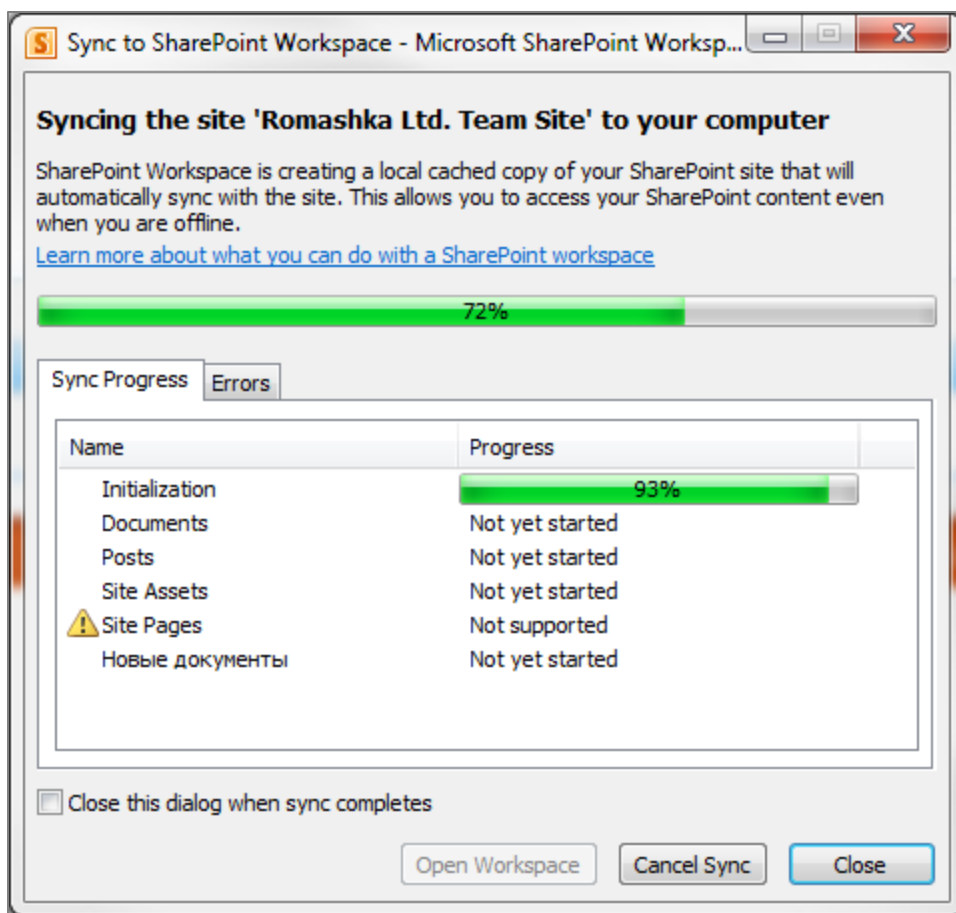 Sync to SharePoint Workspace - Microsoft SharePoint Worksp...
Syncing the site 'Romashka Ltd. Team Site' to your computer
SharePoint Workspace is creating a local cached copy of your SharePoint site that will
automatically sync with the site. This allows you to access your SharePoint content even
when you are offline.
Learn more about what you can do with a SharePoint workspace
72%
Sync Progress Errors
Name Progress
Initialization 93%
Documents Not yet started
Posts Not yet started
Site Assets Not yet started
Site Pages Not supported
Новые документы Not yet started
Close this dialog when sync completes
Open Workspace Cancel Sync Close